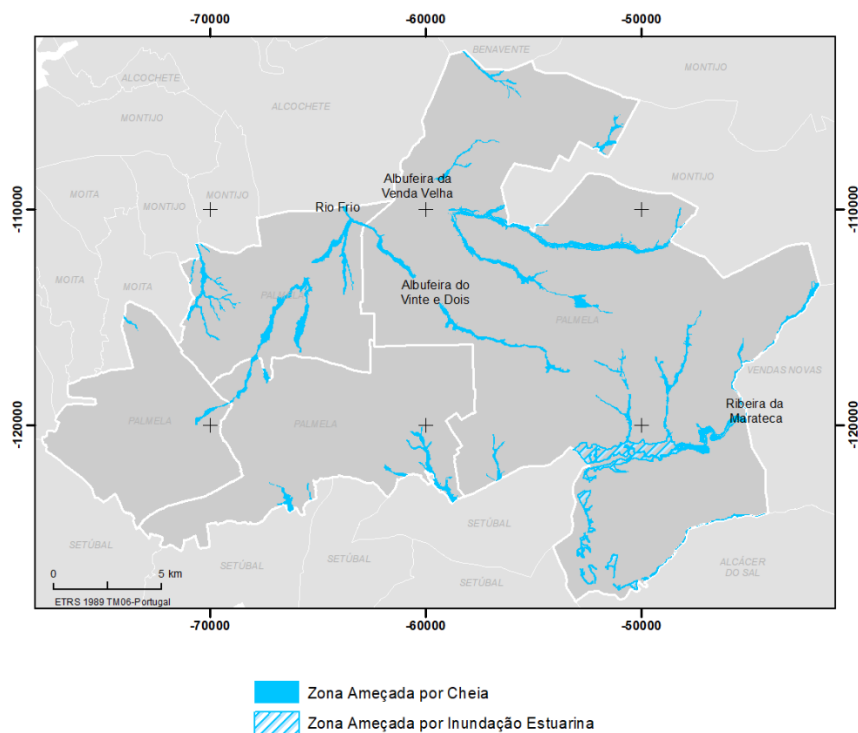 -70000
-60000
-50000
BENAVENTE
MONTIJO
ALCOCHETE
ALCOCHETE
MONTIJO
MONTIJO
Albufeira da
Venda Velha
MOITA
MONTIJO
MONTIJO
Rio Frio
-110000
-110000
MOITA
MOITA
PALMELA
Albufeira do
Vinte e Dois
PALMELA
VENDAS NOVAS
PALMELA
PALMELA
Ribeira da
Marateca
-120000
-120000
SETÚBAL
SETÚBAL
SETÚBAL
SETÚBAL
SETÚBAL
ALCÁCER
DO SAL
0
5 km
ETRS 1989 TM06-Portugal
-70000
-60000
-50000
Zona Ameçada por Cheia
Zona Ameçada por Inundação Estuarina